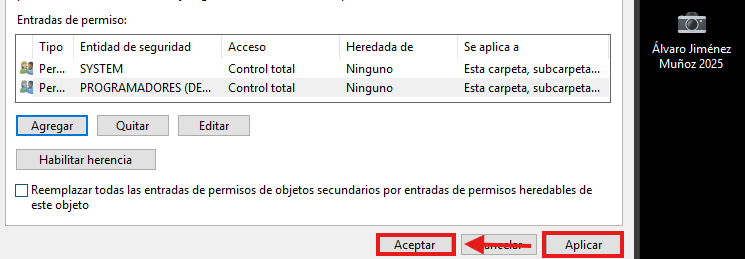 Entradas de permiso:
Tipo Entidad de seguridad Acceso Heredada de Se aplica a
Per... SYSTEM Control total Ninguno Esta carpeta, subcarpeta...
Per... PROGRAMADORES (DE... Control total Ninguno Esta carpeta, subcarpeta...
Agregar Quitar Editar
Habilitar herencia
Reemplazar todas las entradas de permisos de objetos secundarios por entradas de permisos heredables de
este objeto
Aceptar Cancelar Aplicar
Álvaro Jiménez
Muñoz 2025